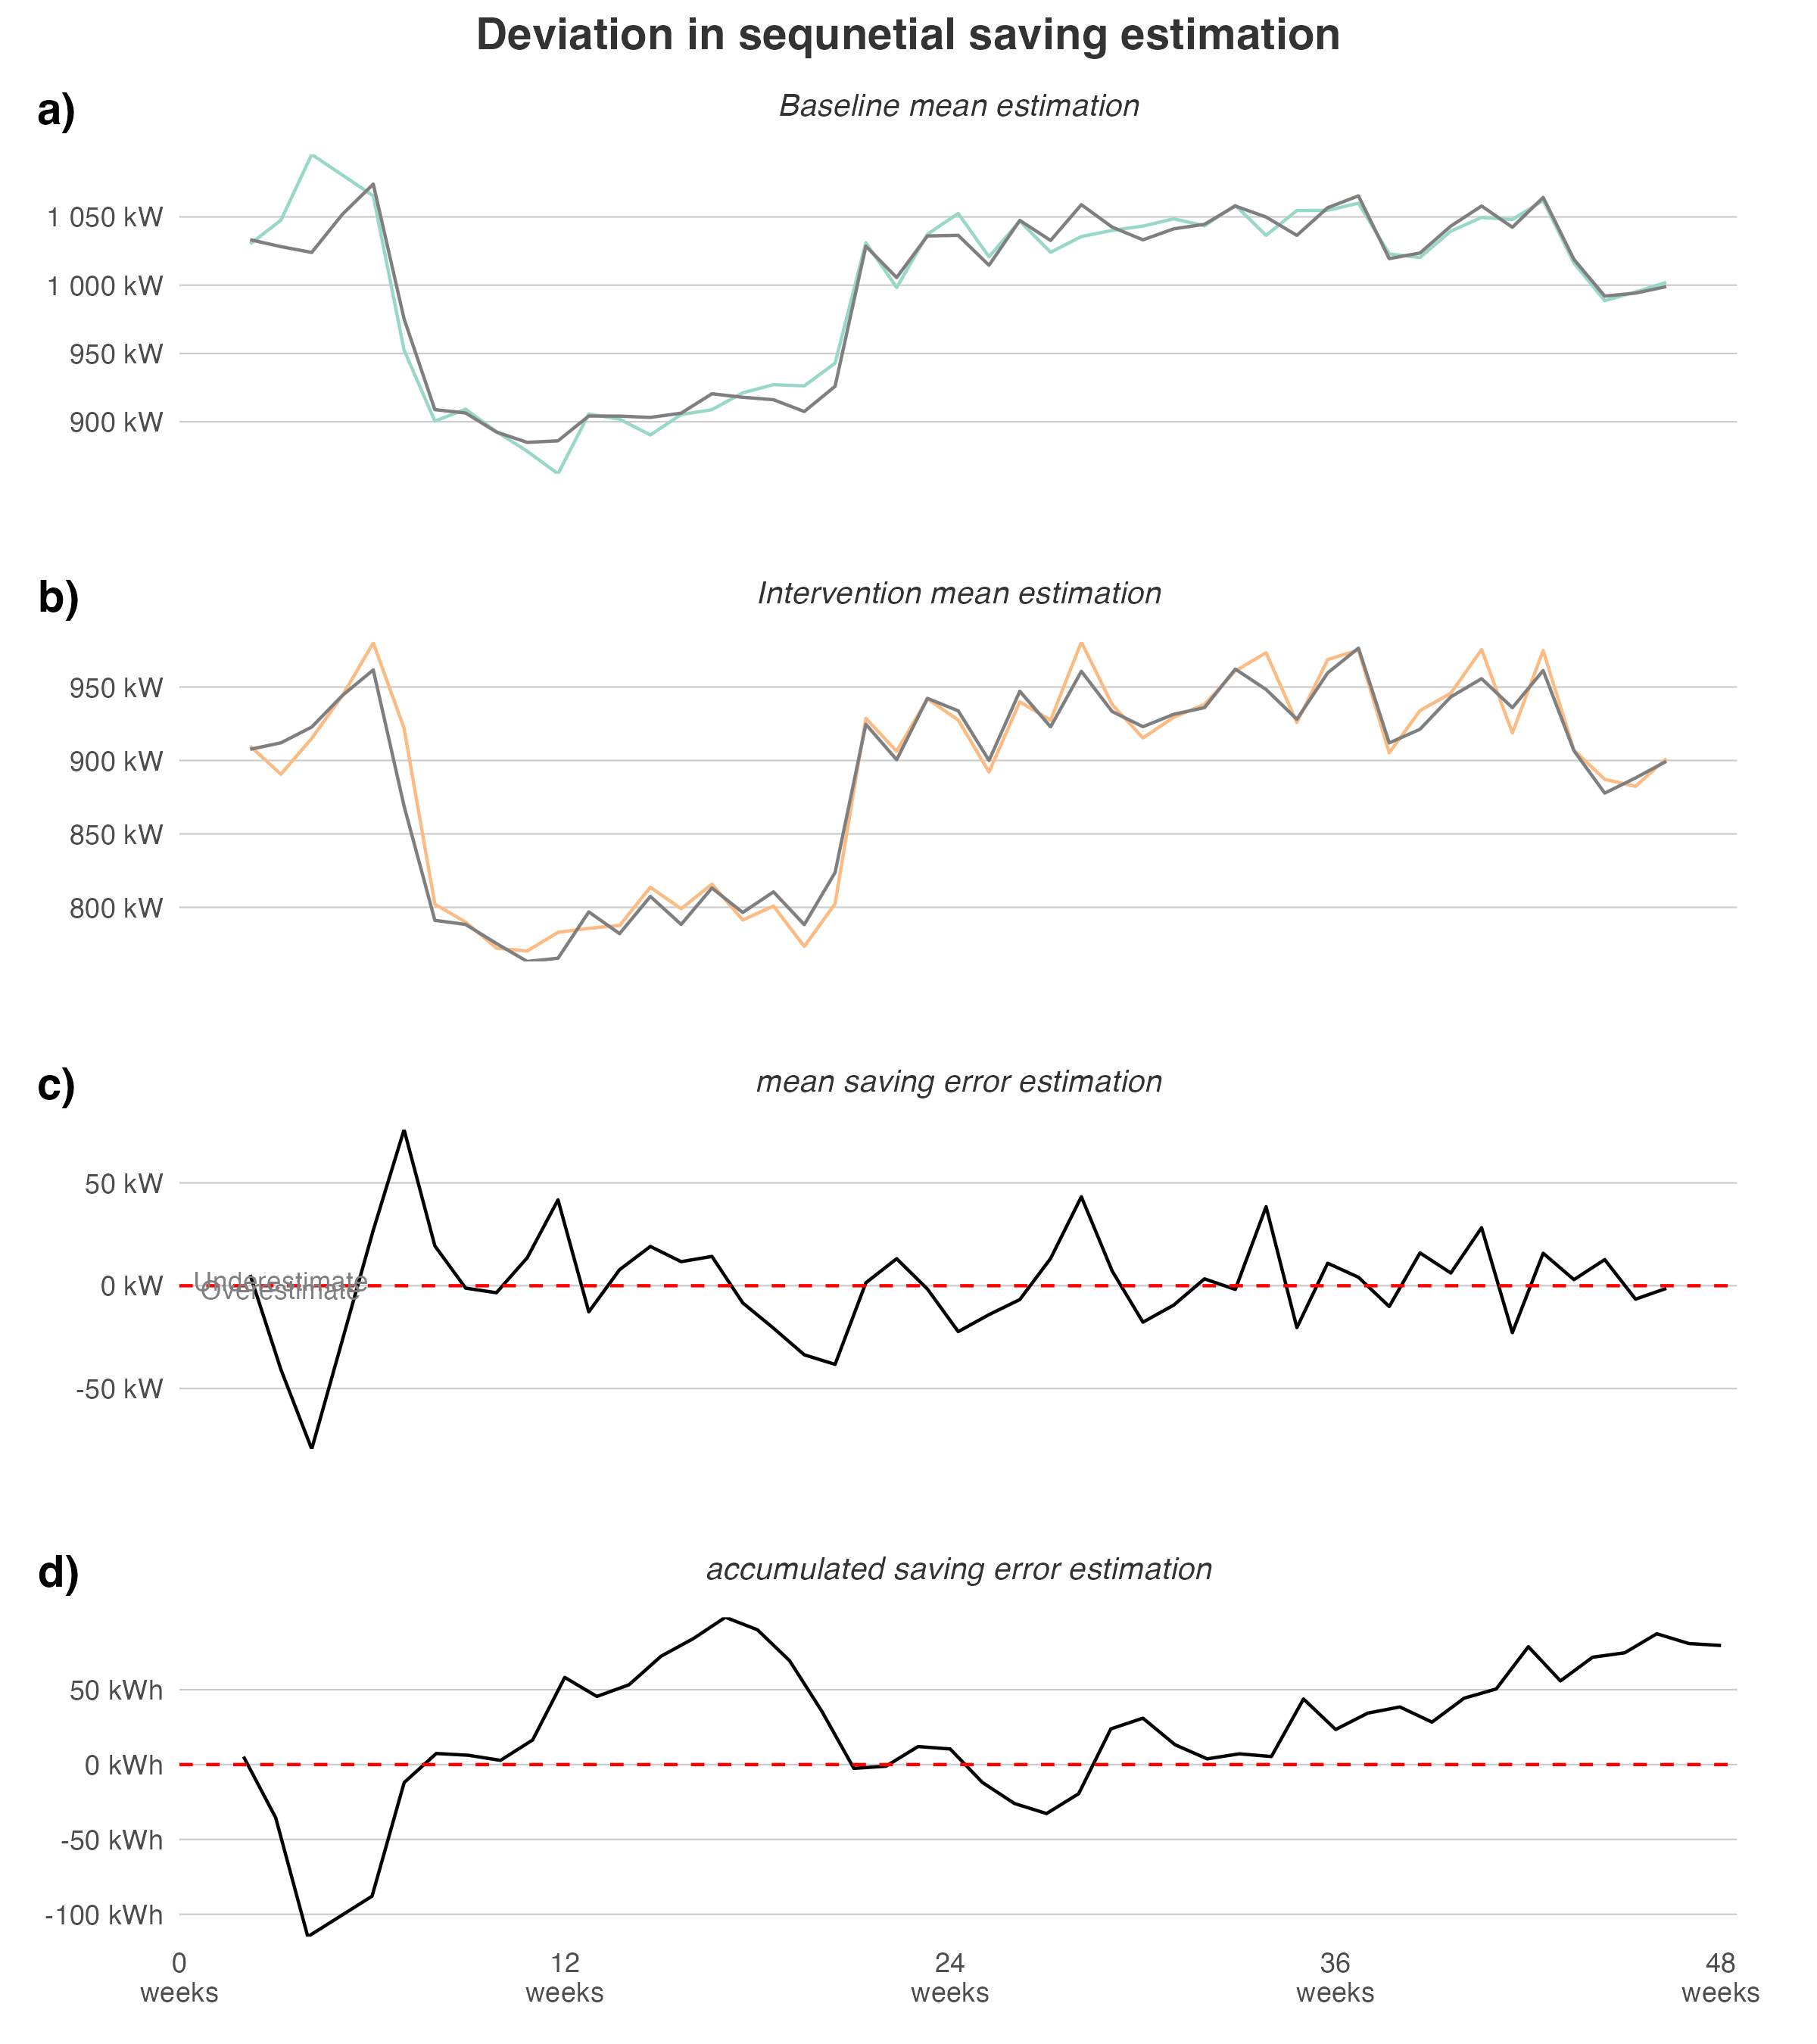 Deviation in sequnetial saving estimation
a)
Baseline mean estimation
1 050 kW
1 000 kW
950 kW
900 kW
b)
Intervention mean estimation
950 kW
900 kW
850 kW
800 kW
c)
mean saving error estimation
50 kW
0 kW
-50 kW
Underestimate
Overestimate
d)
accumulated saving error estimation
50 kWh
0 kWh
-50 kWh
-100 kWh
0 12 24 36 48
weeks weeks weeks weeks weeks